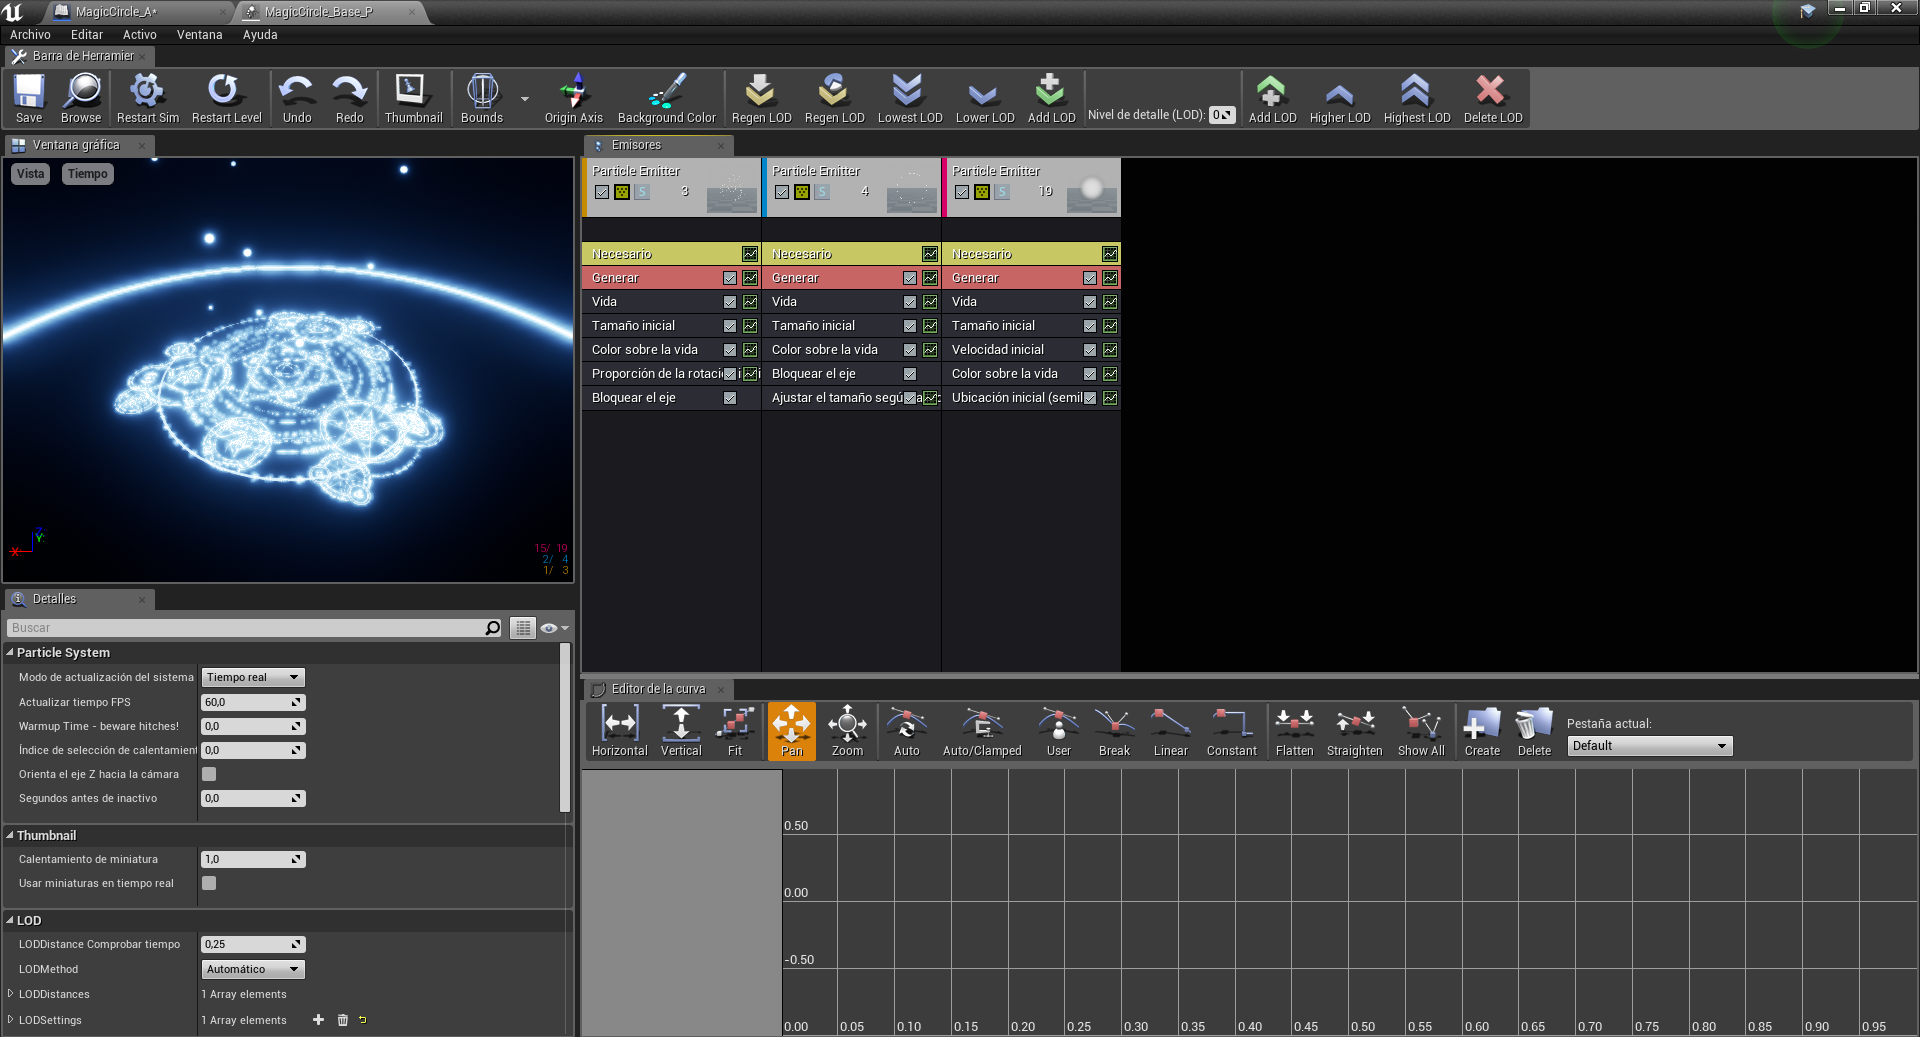 MagicCircle_A*
MagicCircle_Base_P
Archivo
Editar
Activo
Ventana
Ayuda
Barra de Herramier
Save
Browse
Restart Sim
Restart Level
Undo
Redo
Thumbnail
Bounds
Origin Axis
Background Color
Regen LOD
Regen LOD
Lowest LOD
Lower LOD
Add LOD
Nivel de detalle (LOD):
0
Add LOD
Higher LOD
Highest LOD
Delete LOD
Ventana gráfica
Vista
Tiempo
X
Y
15/ 19
2/ 4
1/ 3
Emisores
Particle Emitter
S
3
Particle Emitter
S
4
Particle Emitter
S
19
Necesario
Necesario
Necesario
Generar
Generar
Generar
Vida
Vida
Vida
Tamaño inicial
Tamaño inicial
Tamaño inicial
Color sobre la vida
Color sobre la vida
Velocidad inicial
Proporción de la rotaci
Bloquear el eje
Color sobre la vida
Bloquear el eje
Ajustar el tamaño segú
Ubicación inicial (semil
Detalles
Buscar
Particle System
Modo de actualización del sistema
Tiempo real
Actualizar tiempo FPS
60,0
Warmup Time - beware hitches!
0,0
Índice de selección de calentamient
0,0
Orienta el eje Z hacia la cámara
Segundos antes de inactivo
0,0
Thumbnail
Calentamiento de miniatura
1,0
Usar miniaturas en tiempo real
LOD
LODDistance Comprobar tiempo
0,25
LODMethod
Automático
LODDistances
1 Array elements
LODSettings
1 Array elements
Editor de la curva
Horizontal
Vertical
Fit
Pan
Zoom
Auto
Auto/Clamped
User
Break
Linear
Constant
Flatten
Straighten
Show All
Create
Delete
Pestaña actual:
Default
0.50
0.00
-0.50
0.00
0.05
0.10
0.15
0.20
0.25
0.30
0.35
0.40
0.45
0.50
0.55
0.60
0.65
0.70
0.75
0.80
0.85
0.90
0.95